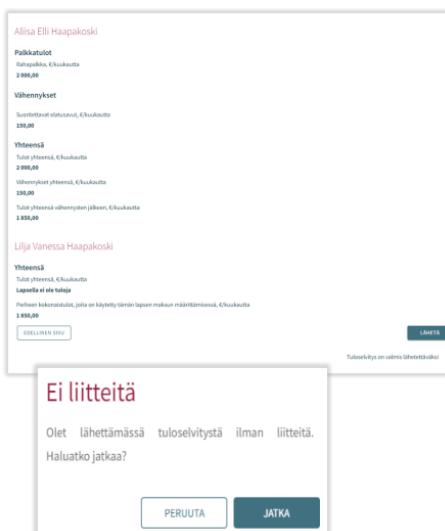 Aliisa Elli Haapakoski
Palkkatulot
Rahapalkka, €/kuukautta
2 000,00
Vähennykset
Suoritettavat elatusavut, €/kuukautta
150,00
Yhteensä
Tulot yhteensä, €/kuukautta
2 000,00
Vähennykset yhteensä, €/kuukautta
150,00
Tulot yhteensä vähennysten jälkeen, €/kuukautta
1 850,00
Lilja Vanessa Haapakoski
Yhteensä
Tulot yhteensä, €/kuukautta
Lapsella ei ole tuloja
Perheen kokonaistulot, joita on käytetty tämän lapsen maksun määrittämisessä, €/kuukautta
1 850,00
EDELLINEN SIVU
LÄHETÄ
Tuloselvitys on valmis lähetettäväksi
Ei liitteitä
Olet lähettämässä tuloselvitystä ilman liitteitä.
Haluatko jatkaa?
PERUUTA
JATKA